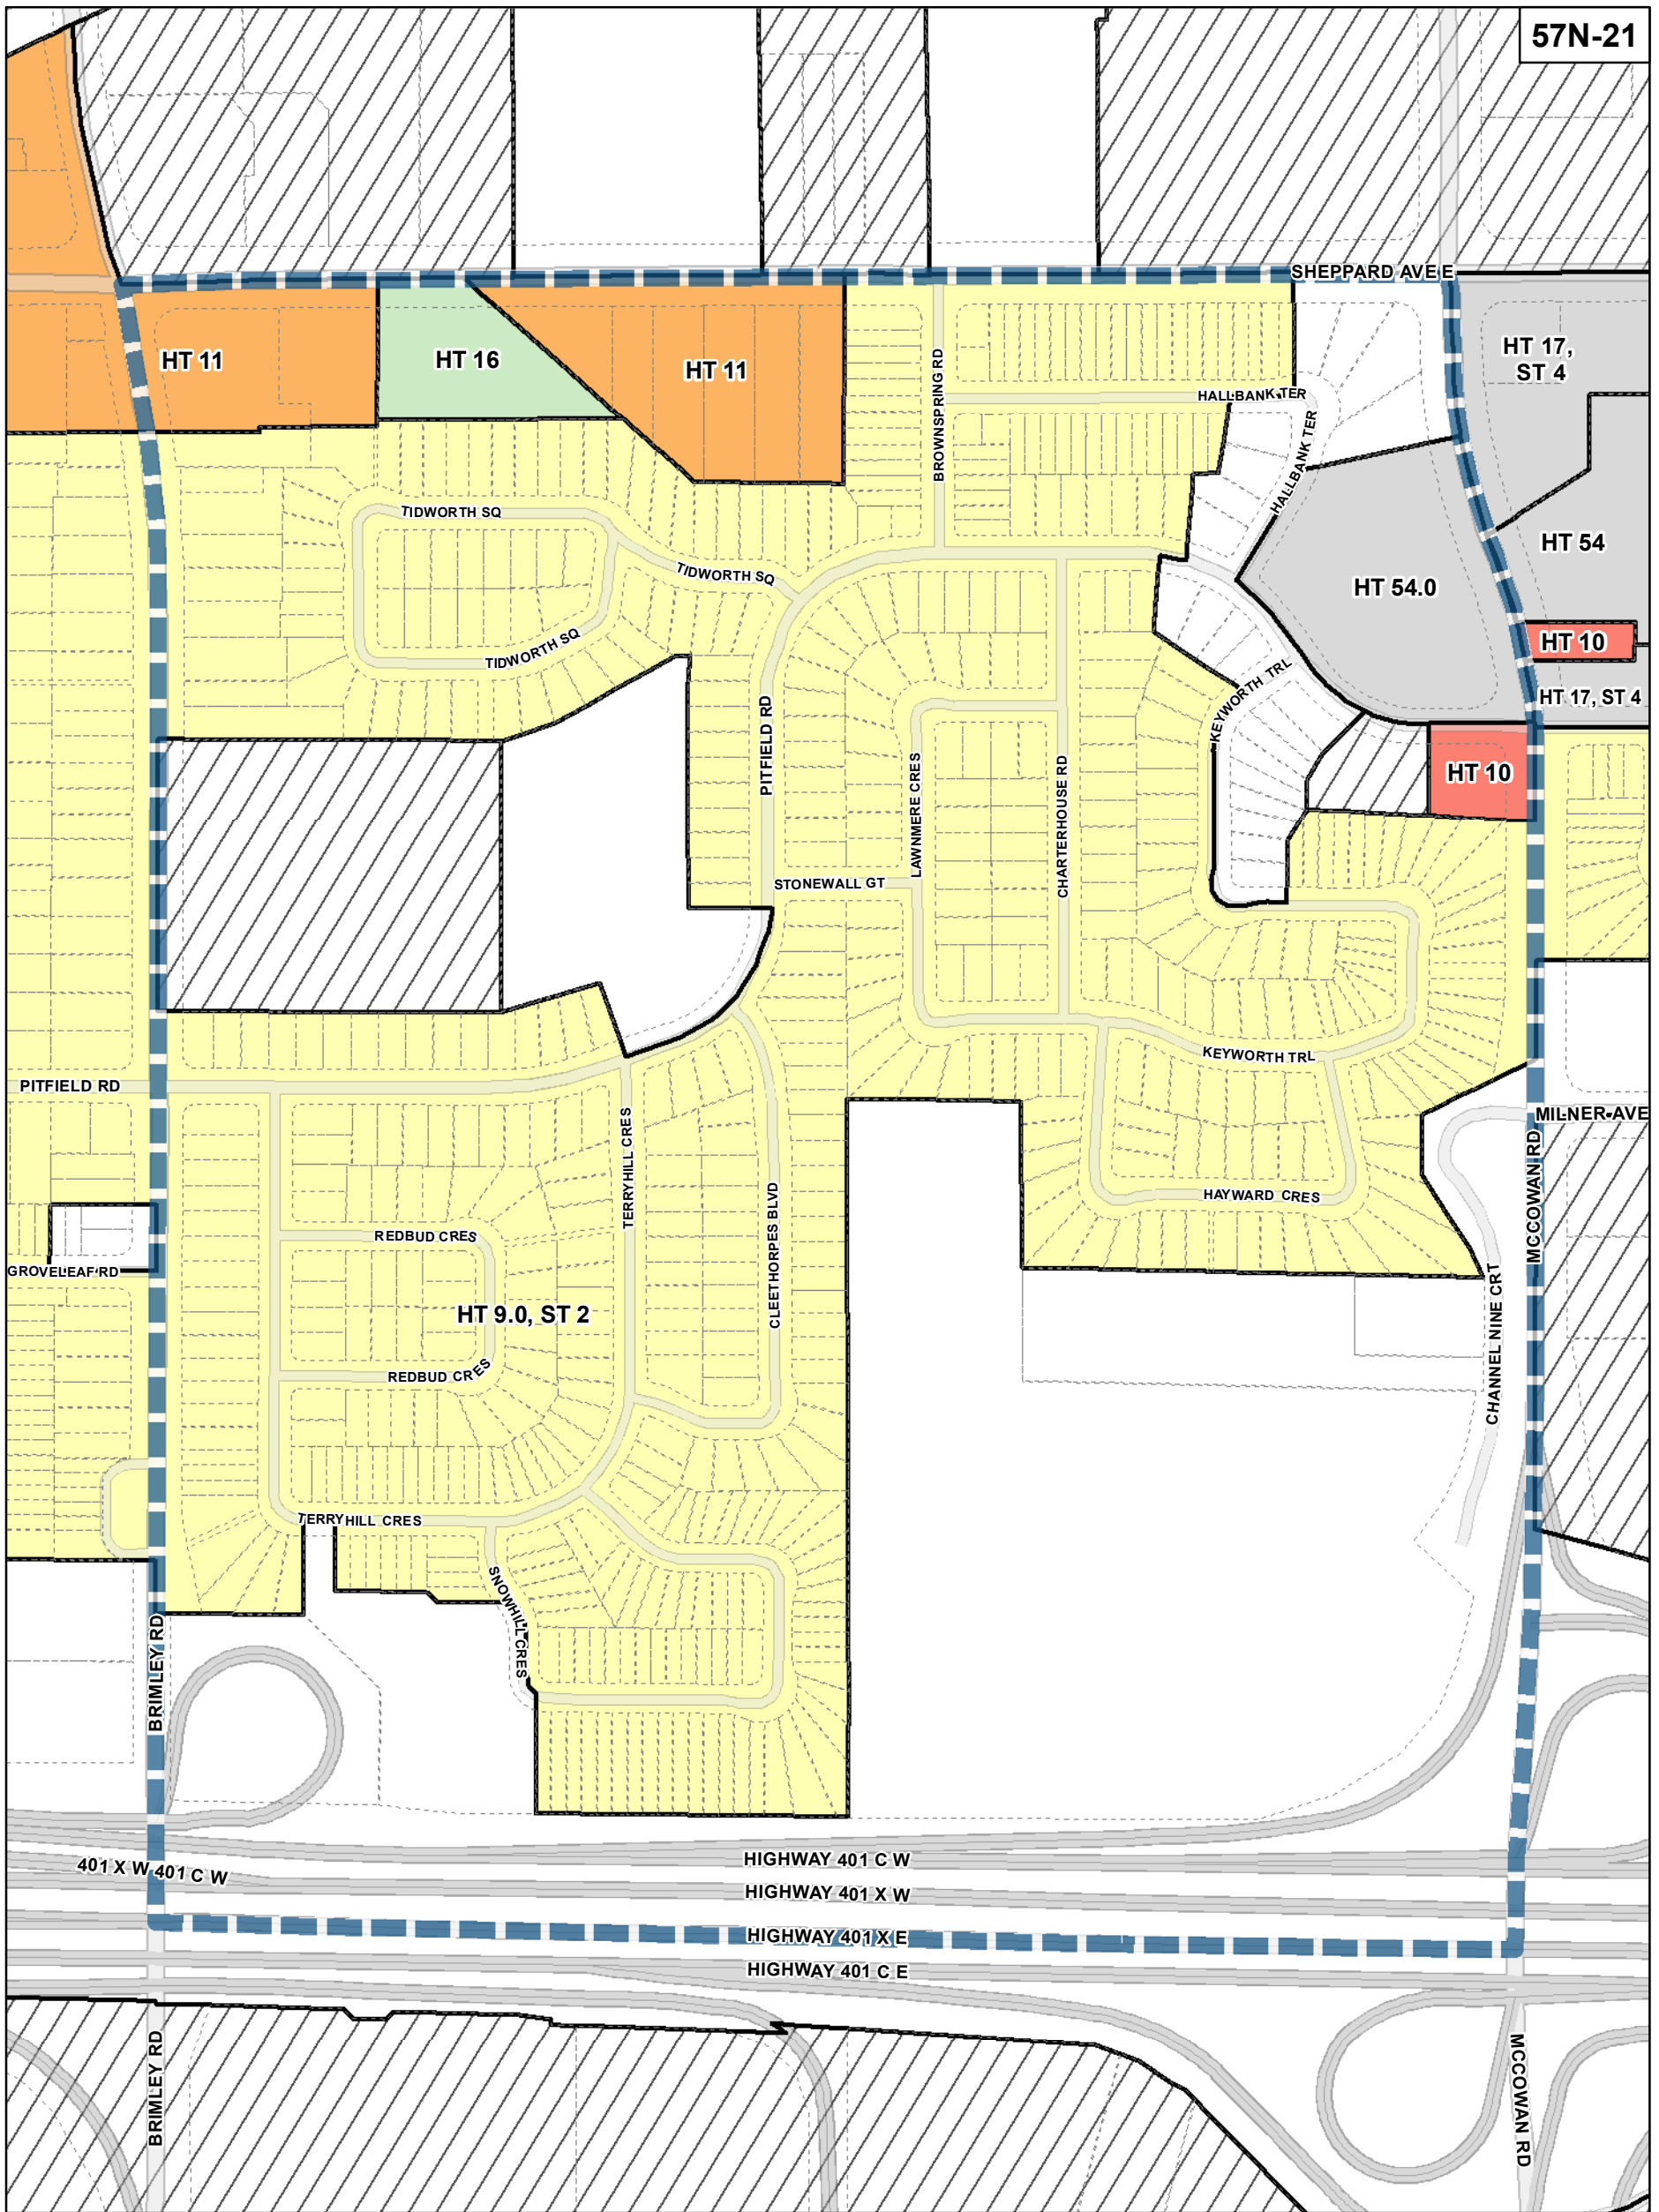 57N-21
SHEPPARD AVE E
HT 11
HT 16
HT 11
HT 17,
ST 4
BROWNSPRING RD
HALLBANK TER
HALLBANK TER
TIDWORTH SQ
TIDWORTH SQ
TIDWORTH SQ
HT 54
HT 54.0
HT 10
HT 17, ST 4
KEYWORTH TRL
PITFIELD RD
LAWNMERE CRES
CHARTERHOUSE RD
HT 10
STONEWALL GT
KEYWORTH TRL
PITFIELD RD
MILNER AVE
MCCOWAN RD
TERRYHILL CRES
CLEETHORPES BLVD
HAYWARD CRES
REDBUD CRES
GROVELEAF RD
HT 9.0, ST 2
CHANNEL NINE CRT
REDBUD CRES
TERRYHILL CRES
SNOWHILL CRES
BRIMLEY RD
401 X W 401 C W
HIGHWAY 401 C W
HIGHWAY 401 X W
HIGHWAY 401 X E
HIGHWAY 401 C E
BRIMLEY RD
MCCOWAN RD